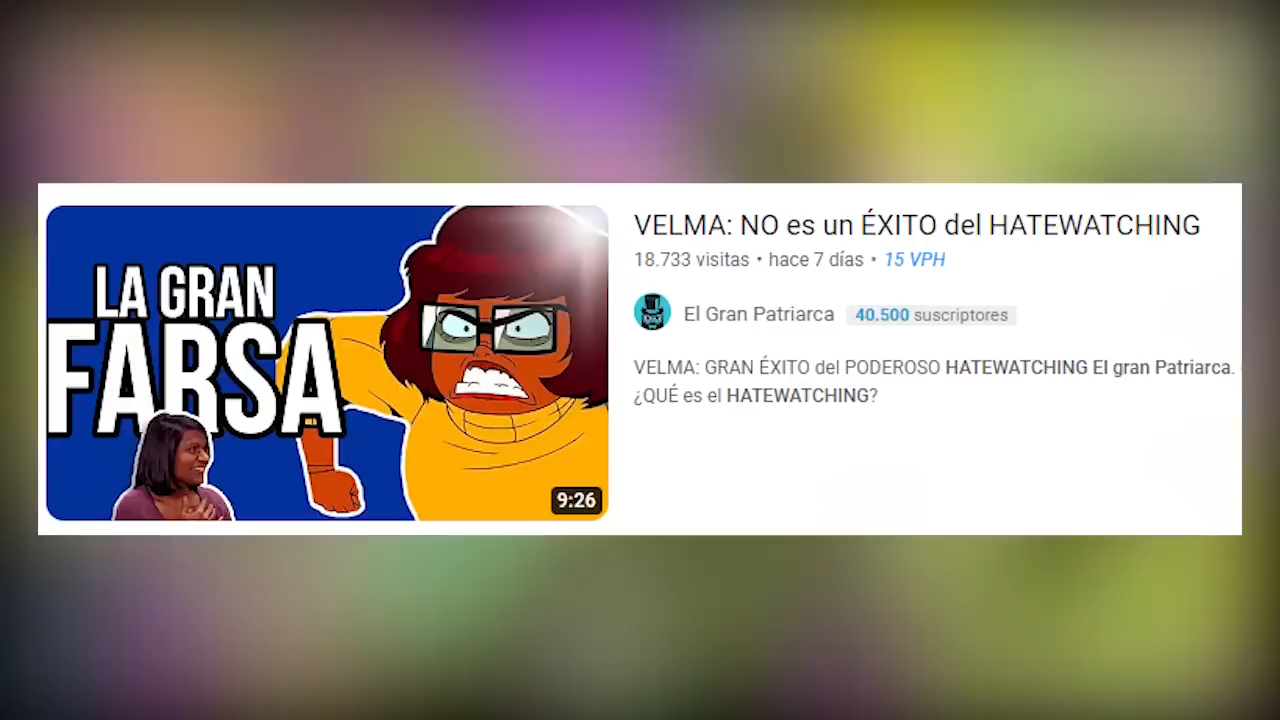 LA GRAN
FARSA
9:26
VELMA: NO es un ÉXITO del HATEWATCHING
18.733 visitas • hace 7 días • 15 VPH
El Gran Patriarca 40.500 suscriptores
VELMA: GRAN ÉXITO del PODEROSO HATEWATCHING El gran Patriarca.
¿QUÉ es el HATEWATCHING?